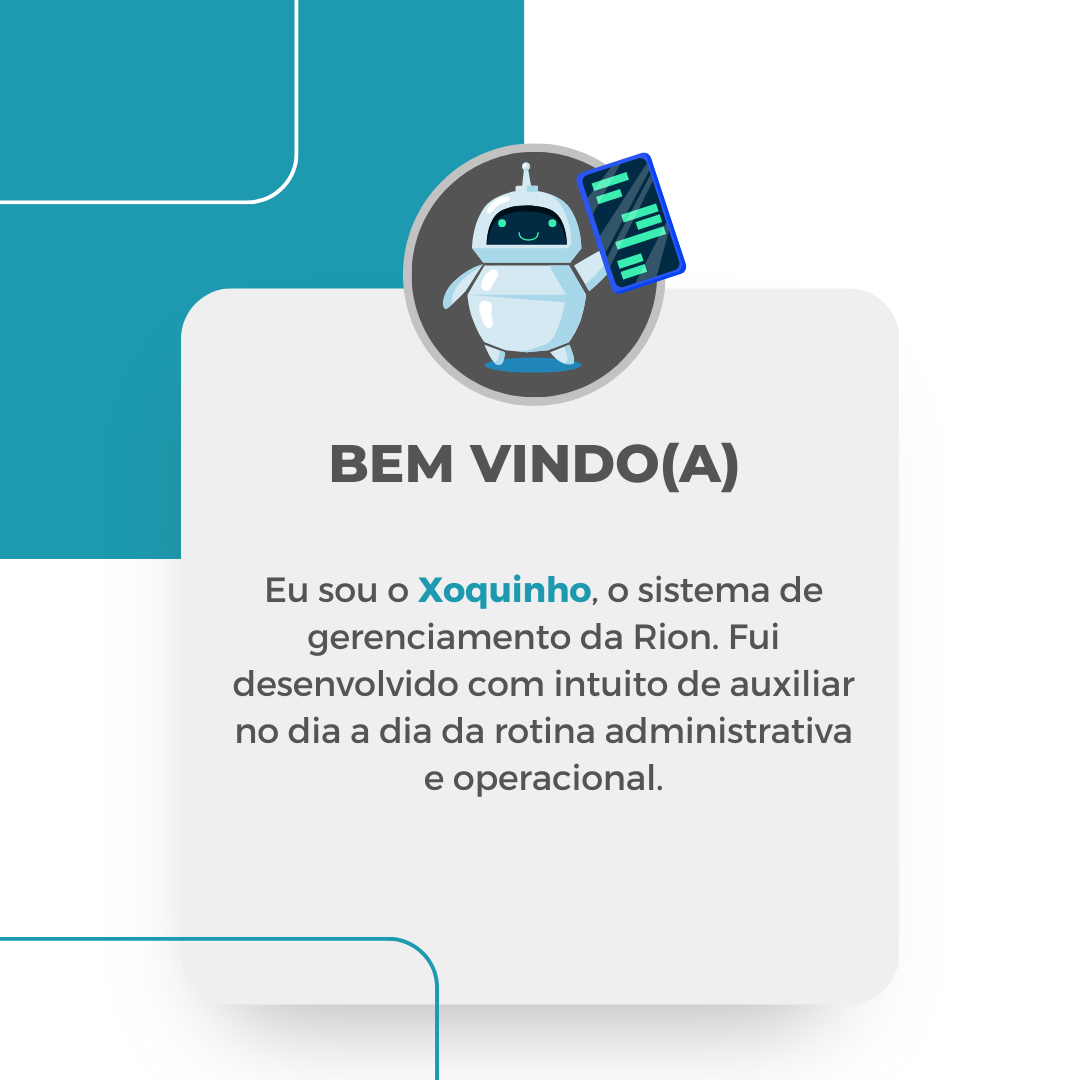 BEM VINDO(A)
Eu sou o Xoquinho, o sistema de
gerenciamento da Rion. Fui
desenvolvido com intuito de auxiliar
no dia a dia da rotina administrativa
e operacional.